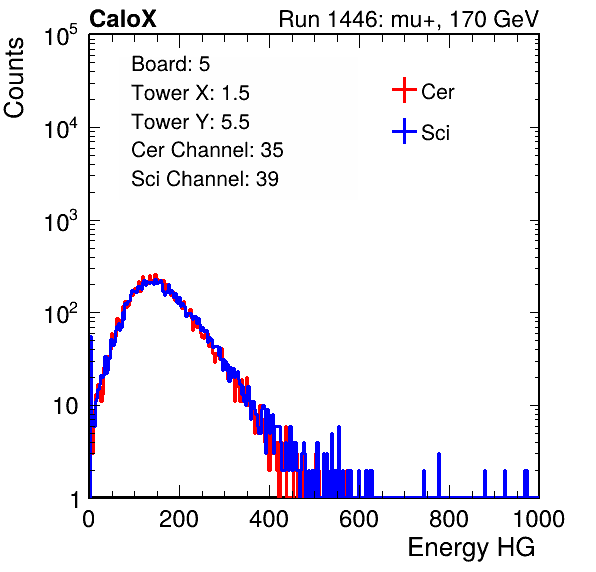 CaloX Run 1446: mu+, 170 GeV
Counts
Board: 5
Tower X: 1.5
Tower Y: 5.5
Cer Channel: 35
Sci Channel: 39
Cer
Sci
10^5
10^4
10^3
10^2
10
1
0 200 400 600 800 1000
Energy HG